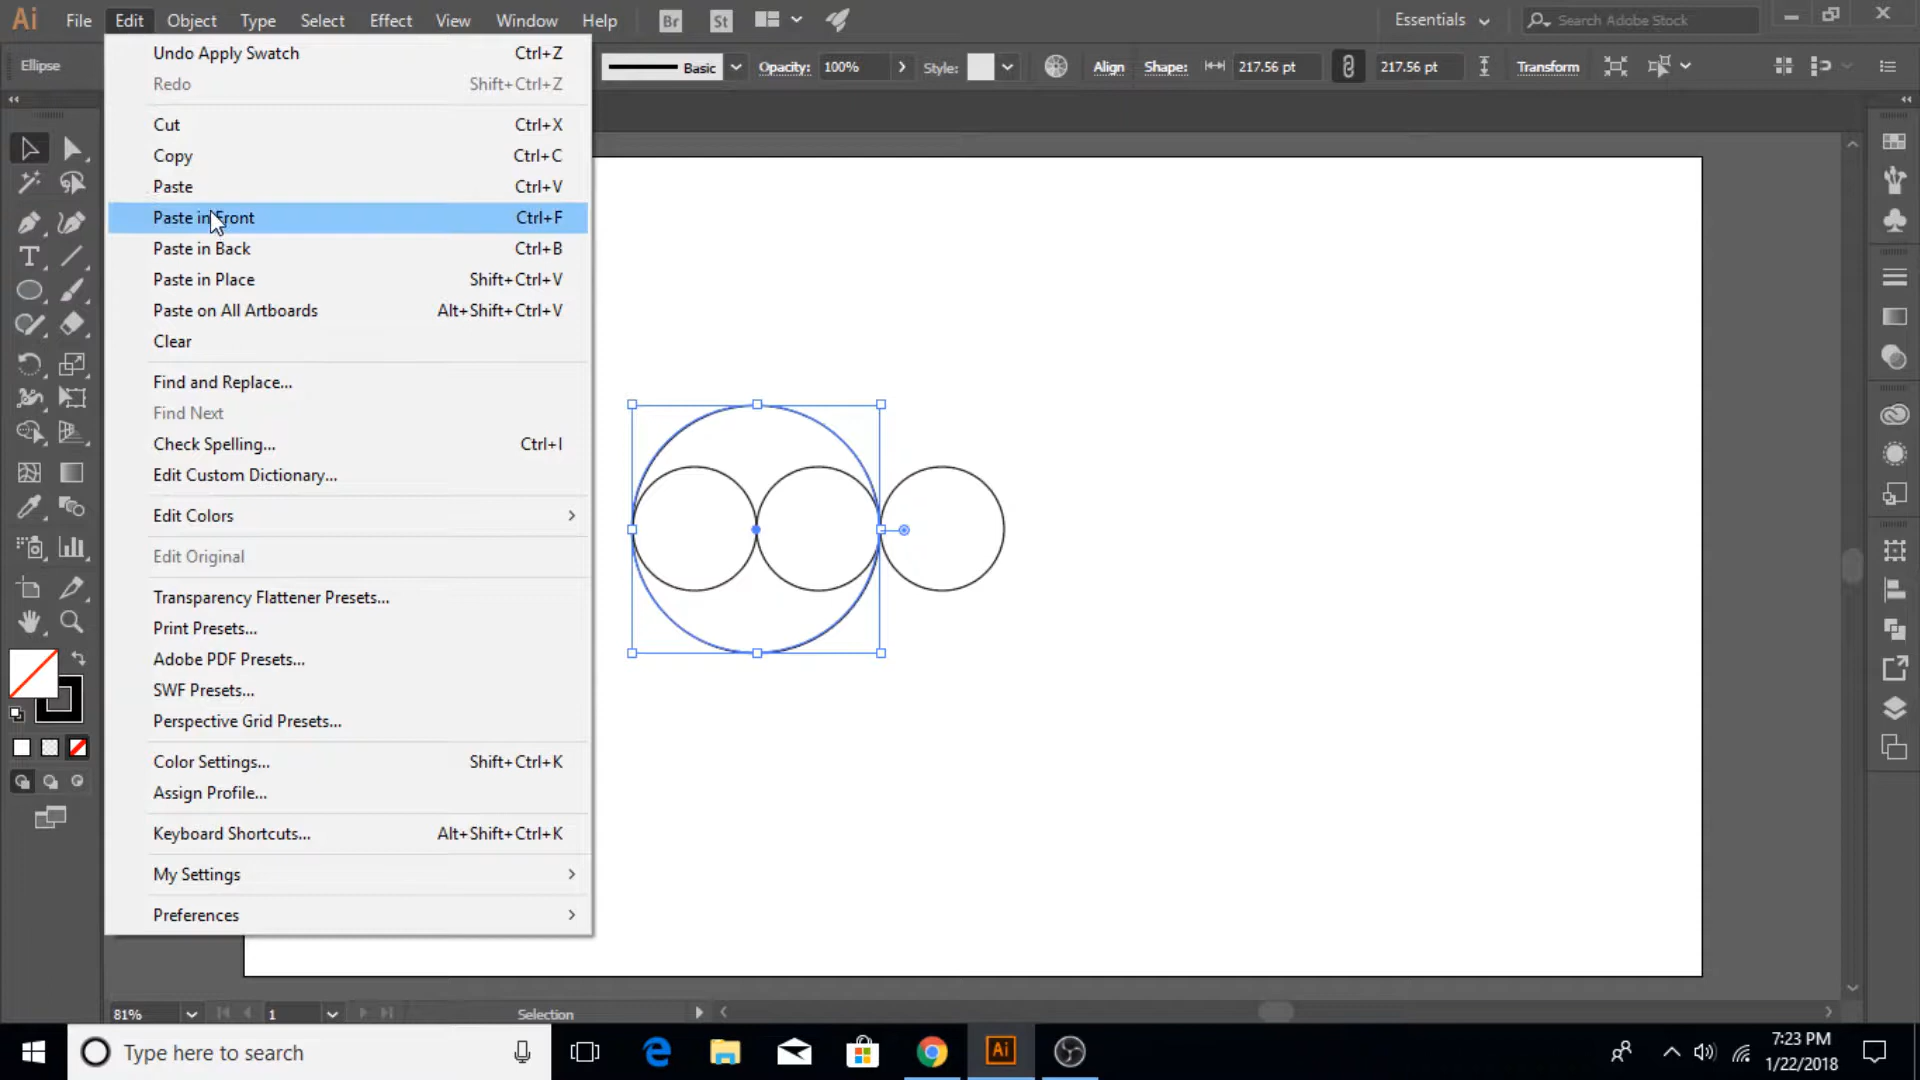 Ai File Edit Object Type Select Effect View Window Help Br St Essentials Search Adobe Stock
Ellipse Basic Opacity: 100% Style: Align Shape: 217.56 pt 217.56 pt Transform
Undo Apply Swatch Ctrl+Z
Redo Shift+Ctrl+Z
Cut Ctrl+X
Copy Ctrl+C
Paste Ctrl+V
Paste in Front Ctrl+F
Paste in Back Ctrl+B
Paste in Place Shift+Ctrl+V
Paste on All Artboards Alt+Shift+Ctrl+V
Clear
Find and Replace...
Find Next
Check Spelling... Ctrl+I
Edit Custom Dictionary...
Edit Colors
Edit Original
Transparency Flattener Presets...
Print Presets...
Adobe PDF Presets...
SWF Presets...
Perspective Grid Presets...
Color Settings... Shift+Ctrl+K
Assign Profile...
Keyboard Shortcuts... Alt+Shift+Ctrl+K
My Settings
Preferences
81% 1 Selection
Type here to search Ai 7:23 PM
1/22/2018